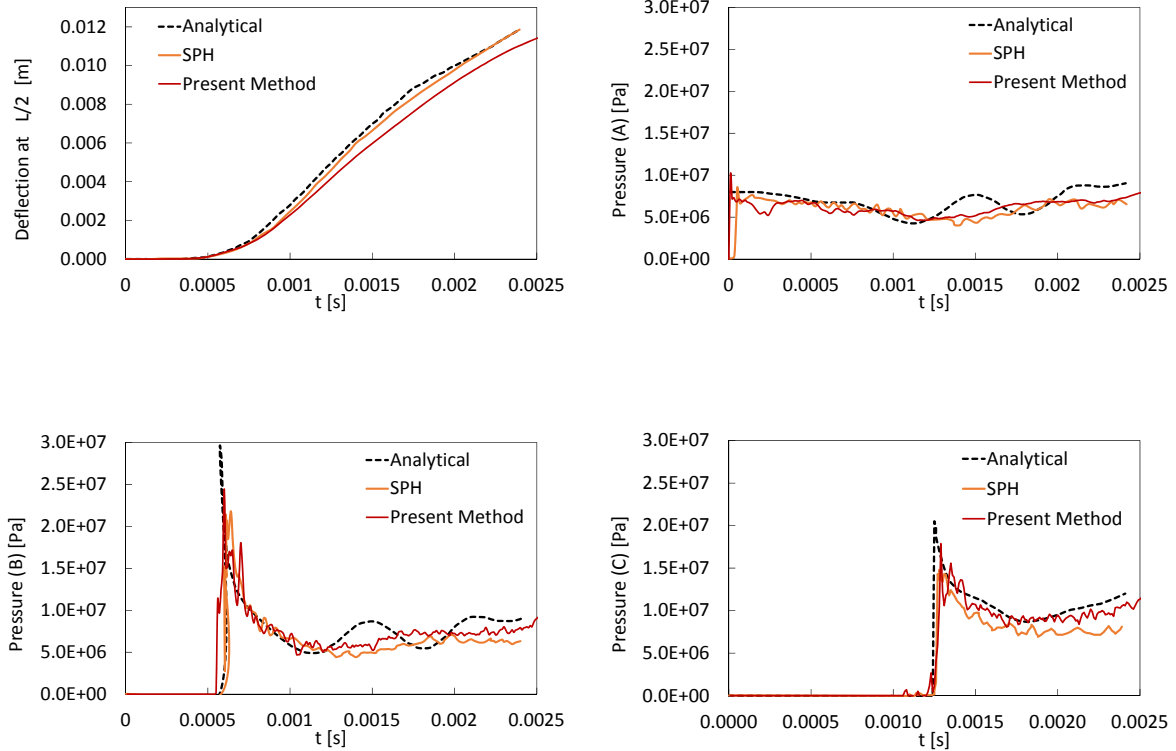 Deflection at L/2 [m]
0.012
0.010
0.008
0.006
0.004
0.002
0.000
Analytical
SPH
Present Method
0
0.0005
0.001
0.0015
0.002
0.0025
t [s]
Pressure (A) [Pa]
3.0E+07
2.5E+07
2.0E+07
1.5E+07
1.0E+07
5.0E+06
0.0E+00
Analytical
SPH
Present Method
0
0.0005
0.001
0.0015
0.002
0.0025
t [s]
Pressure (B) [Pa]
3.0E+07
2.5E+07
2.0E+07
1.5E+07
1.0E+07
5.0E+06
0.0E+00
Analytical
SPH
Present Method
0
0.0005
0.001
0.0015
0.002
0.0025
t [s]
Pressure (C) [Pa]
3.0E+07
2.5E+07
2.0E+07
1.5E+07
1.0E+07
5.0E+06
0.0E+00
Analytical
SPH
Present Method
0.0000
0.0005
0.0010
0.0015
0.0020
0.0025
t [s]